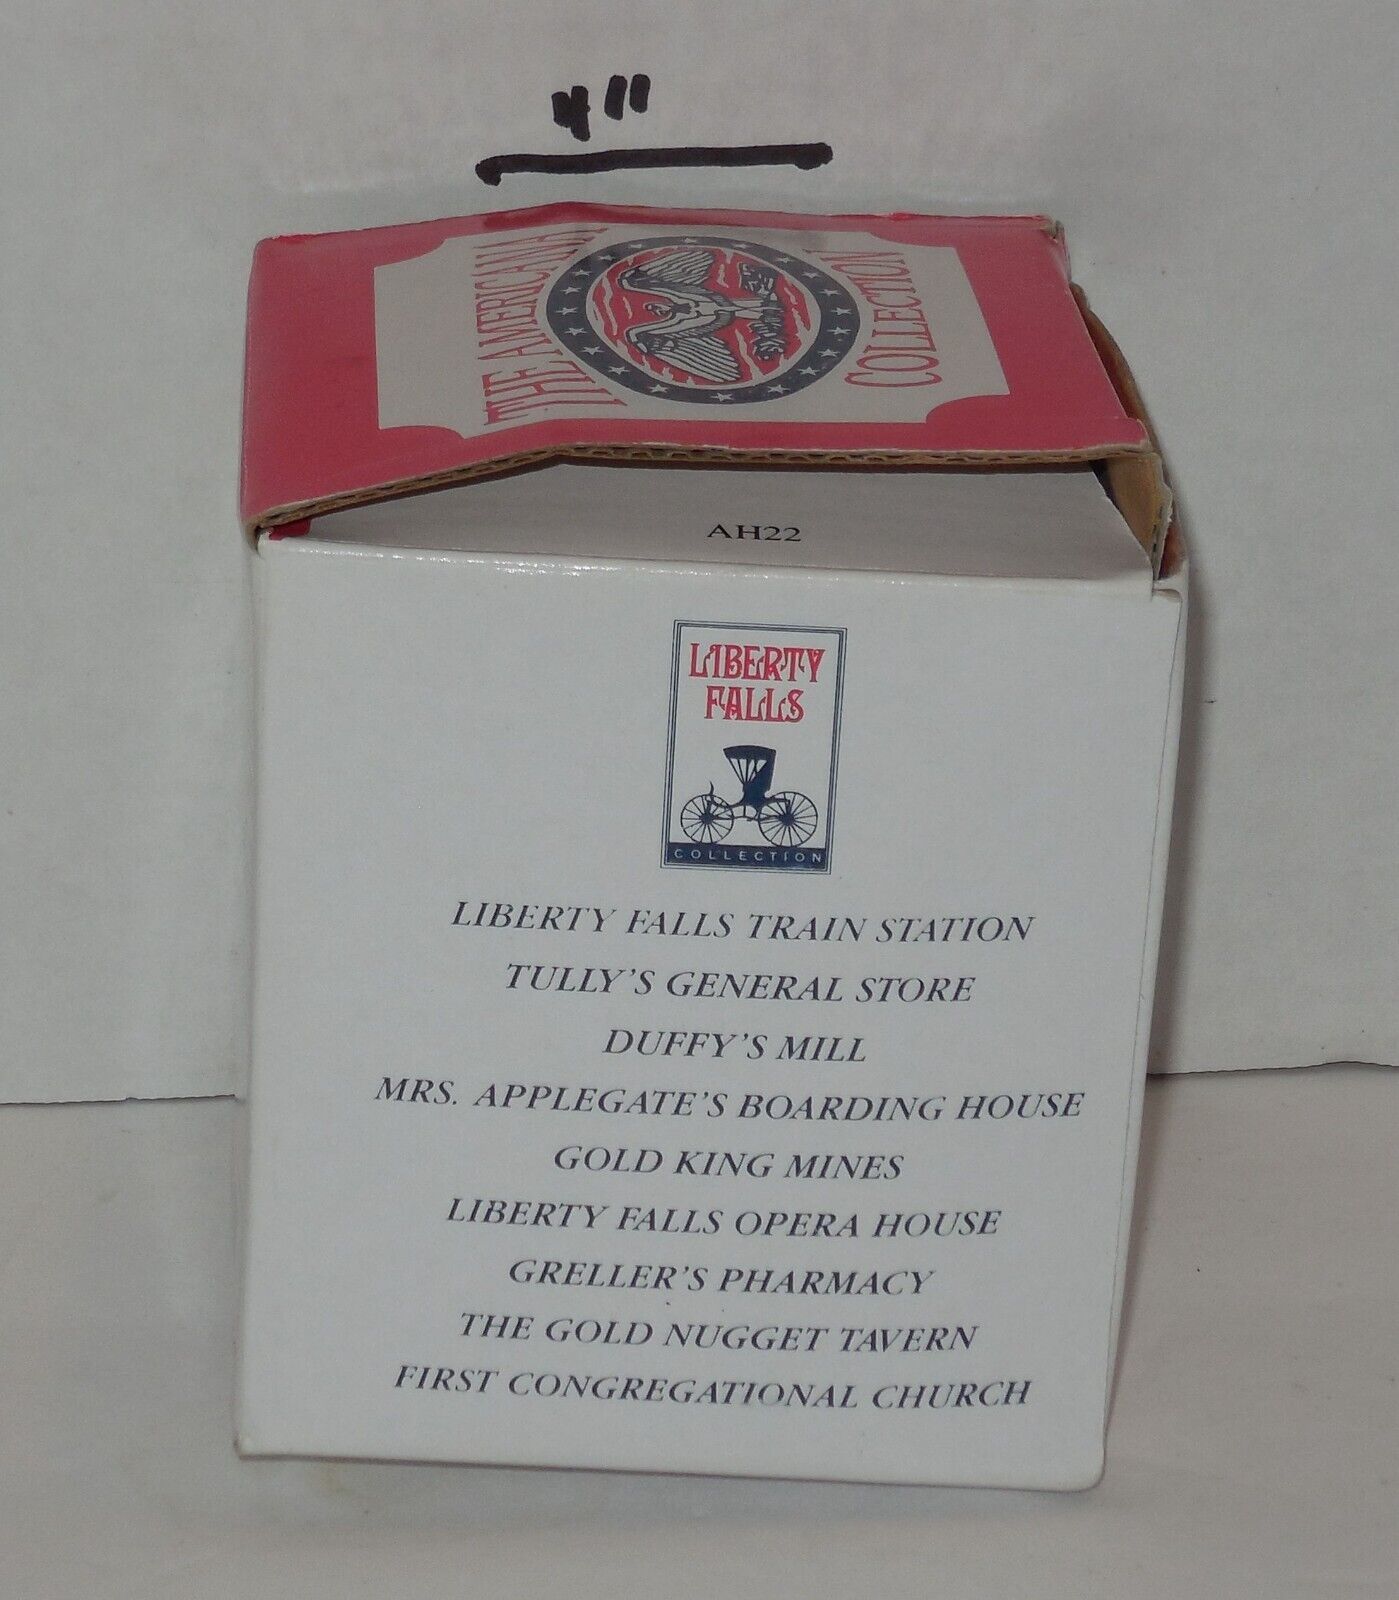 4"
THE AMERICANA
COLLECTION
AH22
LIBERTY
FALLS
COLLECTION
LIBERTY FALLS TRAIN STATION
TULLY'S GENERAL STORE
DUFFY'S MILL
MRS. APPLEGATE'S BOARDING HOUSE
GOLD KING MINES
LIBERTY FALLS OPERA HOUSE
GRELLER'S PHARMACY
THE GOLD NUGGET TAVERN
FIRST CONGREGATIONAL CHURCH